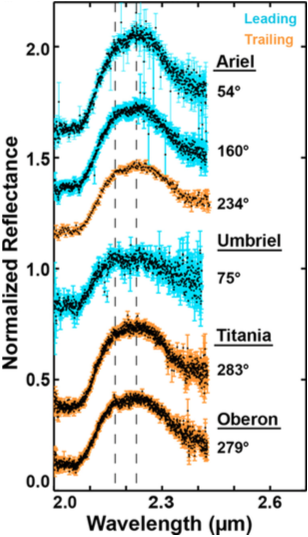 Leading
Trailing
2.0
Ariel
54°
160°
1.5
234°
Umbriel
1.0
75°
Titania
283°
0.5
Oberon
279°
0.0
2.0 2.3 2.6
Wavelength (µm)
Normalized Reflectance